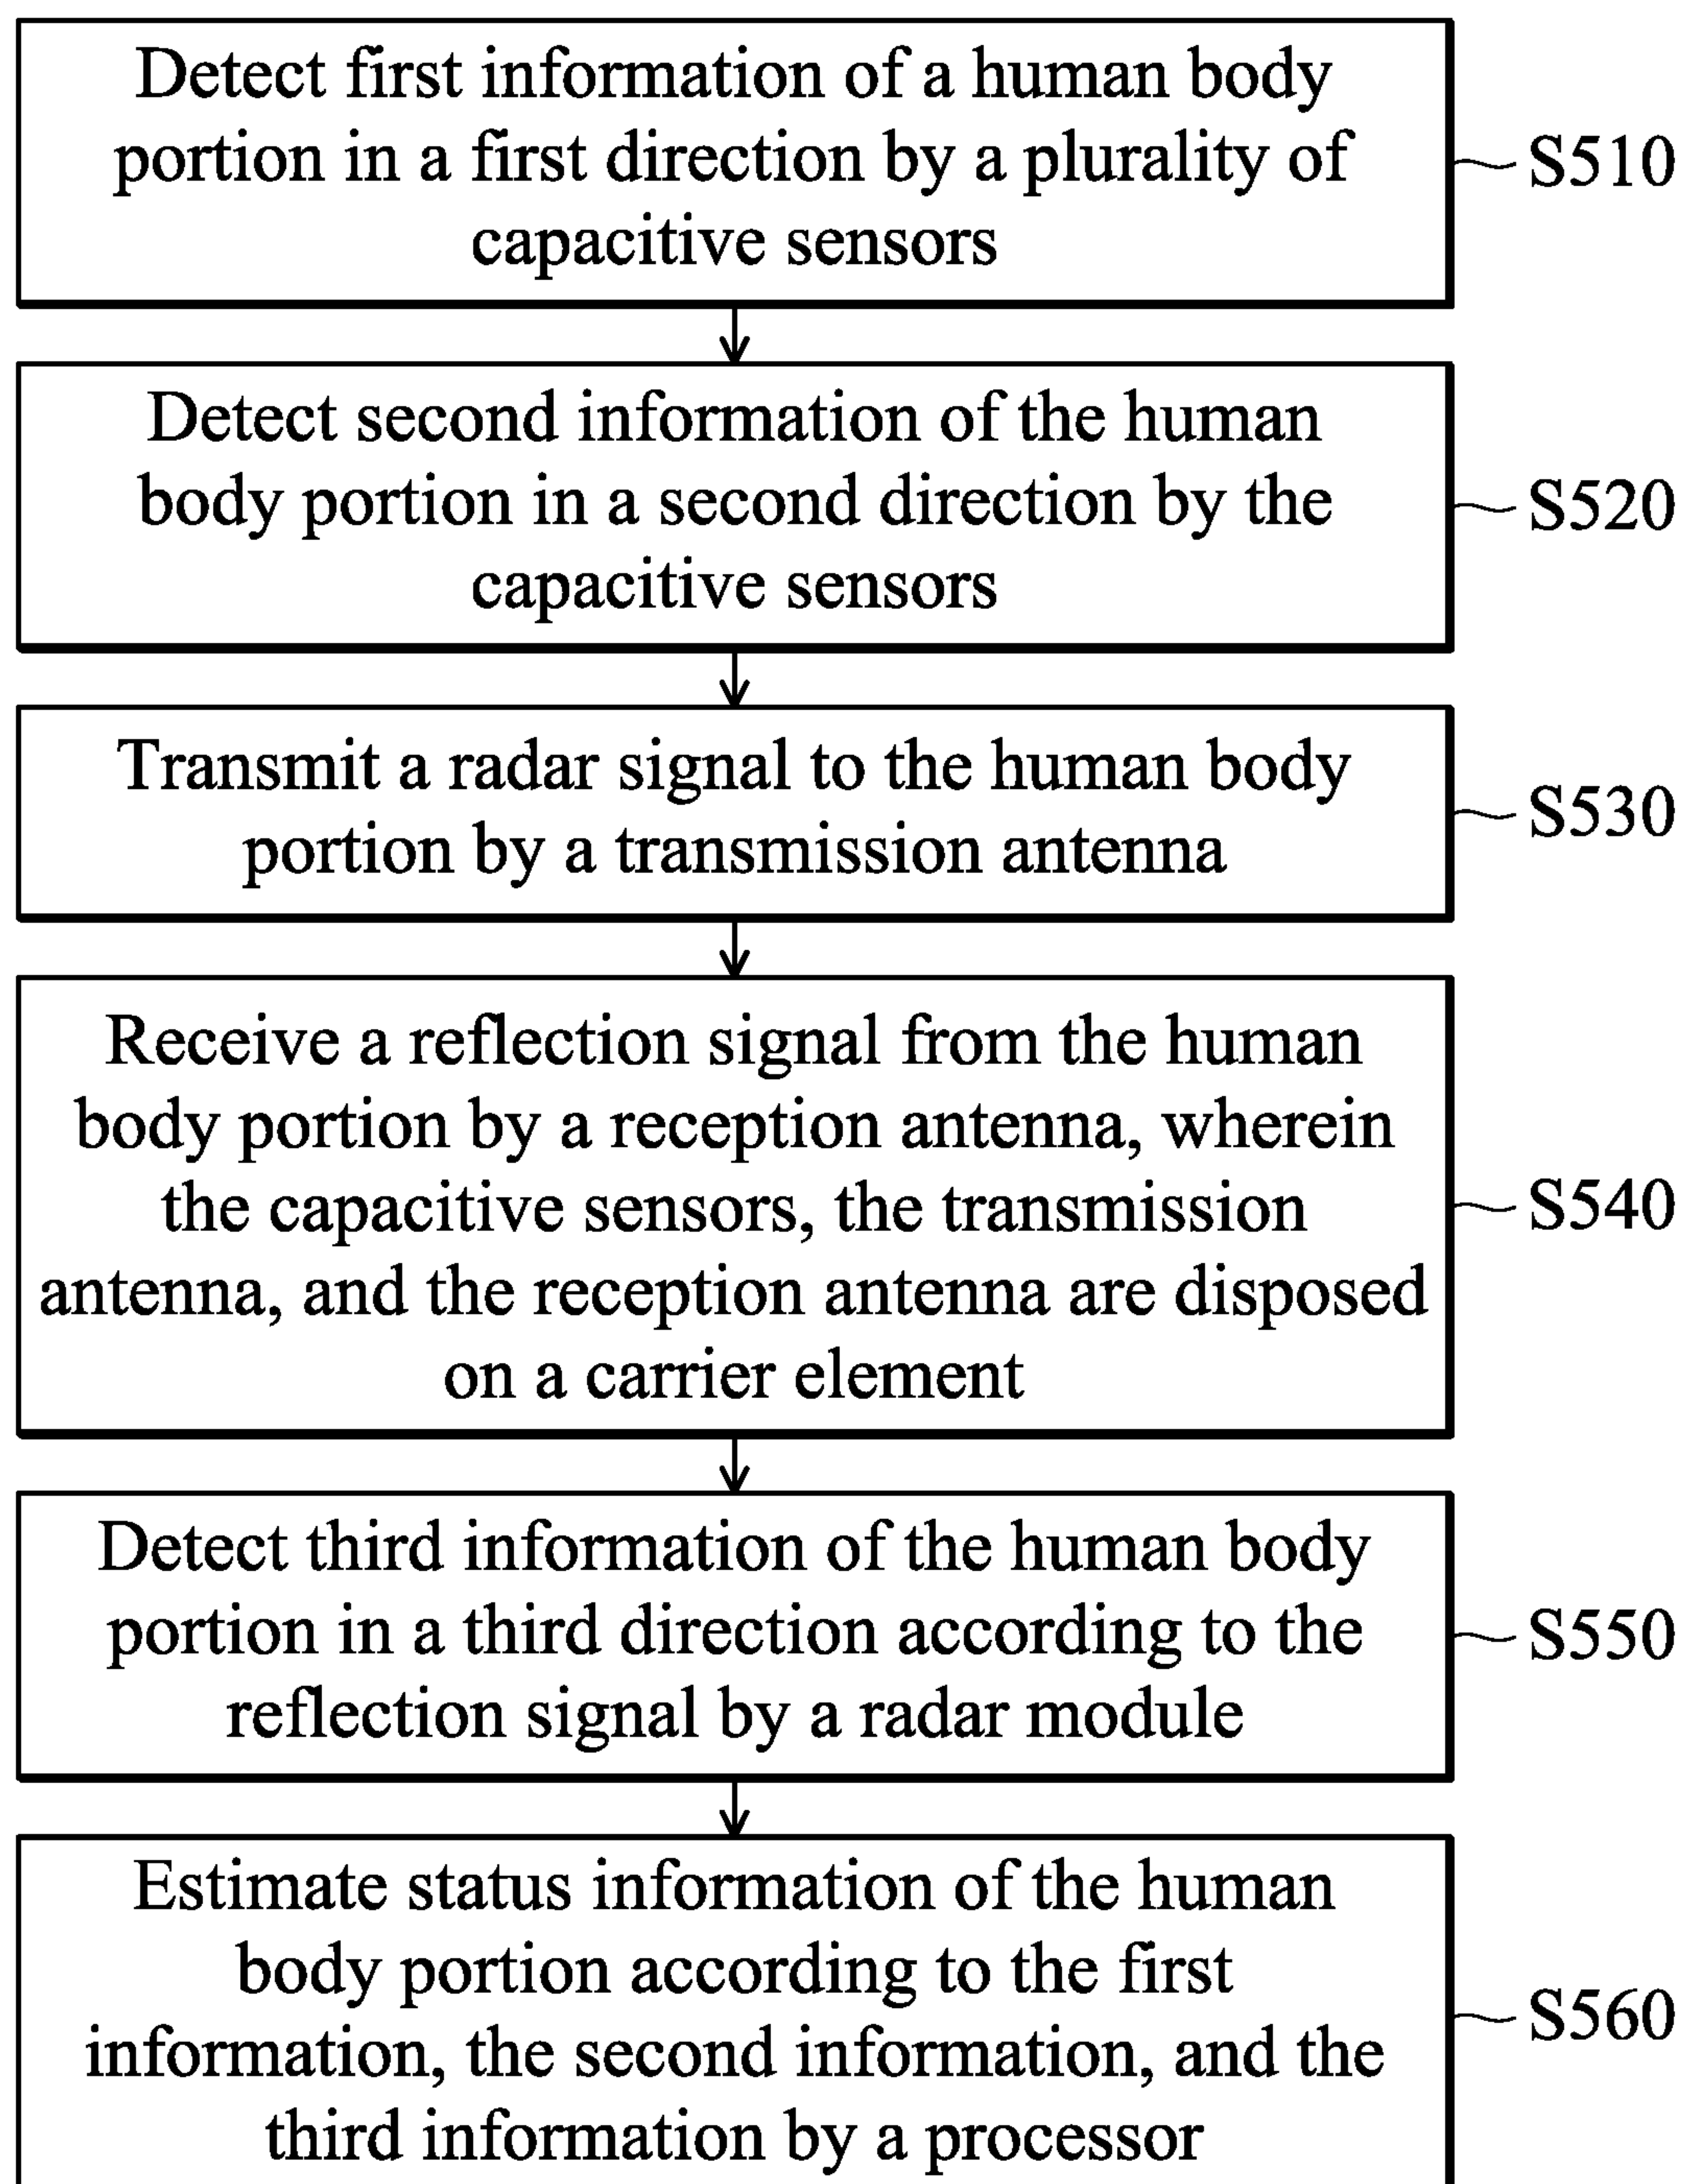 Detect first information of a human body
portion in a first direction by a plurality of
capacitive sensors
S510
Detect second information of the human
body portion in a second direction by the
capacitive sensors
S520
Transmit a radar signal to the human body
portion by a transmission antenna
S530
Receive a reflection signal from the human
body portion by a reception antenna, wherein
the capacitive sensors, the transmission
antenna, and the reception antenna are disposed
on a carrier element
S540
Detect third information of the human body
portion in a third direction according to the
reflection signal by a radar module
S550
Estimate status information of the human
body portion according to the first
information, the second information, and the
third information by a processor
S560